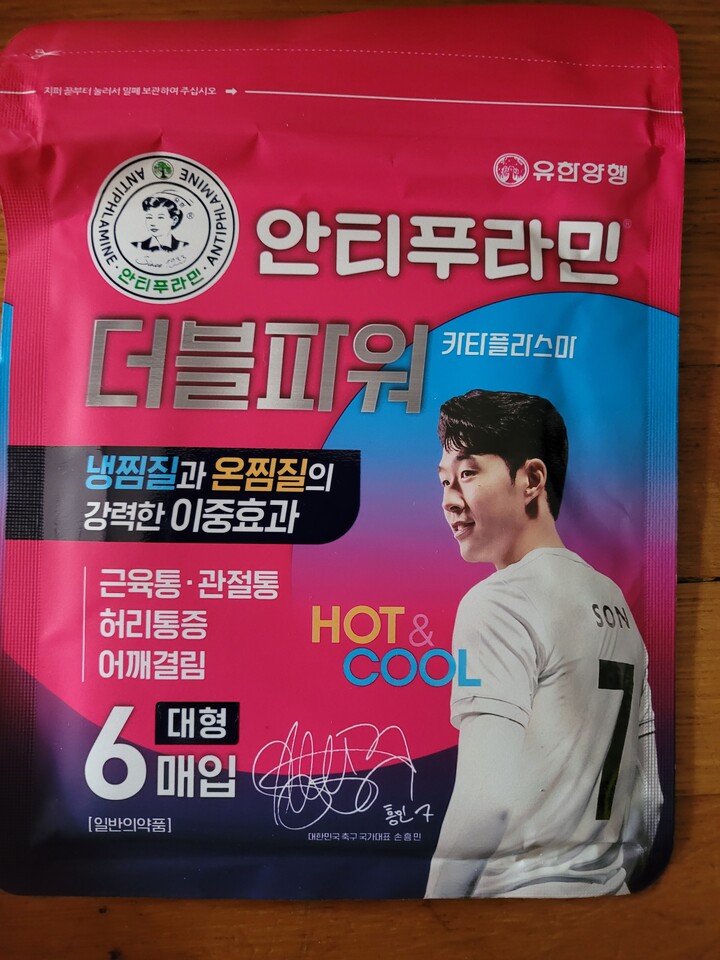 지퍼 끝부터 눌러서 밀폐 보관하여 주십시오
유한양행
ANTIPHLAMINE · ANTIPHLAMINE · 안티푸라민
Since 1933
안티푸라민
더블파워
카타플라스마
냉찜질과 온찜질의
강력한 이중효과
근육통·관절통
허리통증
어깨결림
HOT &
COOL
SON
7
6
대형
매입
흥민 7
[일반의약품]
대한민국 축구 국가대표 손흥민